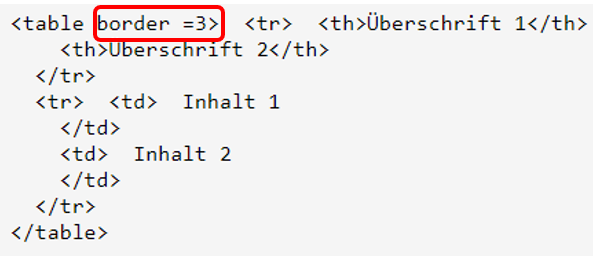 <table border =3>  <tr>  <th>Überschrift 1</th>
    <th>Überschrift 2</th>
  </tr>
  <tr>  <td>  Inhalt 1
    </td>
    <td>  Inhalt 2
    </td>
  </tr>
</table>